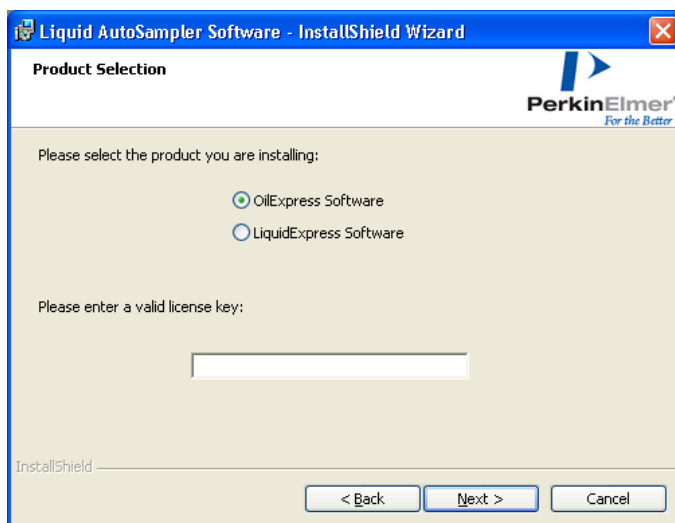 Liquid AutoSampler Software - InstallShield Wizard
Product Selection
PerkinElmer
For the Better
Please select the product you are installing:
OilExpress Software
LiquidExpress Software
Please enter a valid license key:
InstallShield
< Back
Next >
Cancel